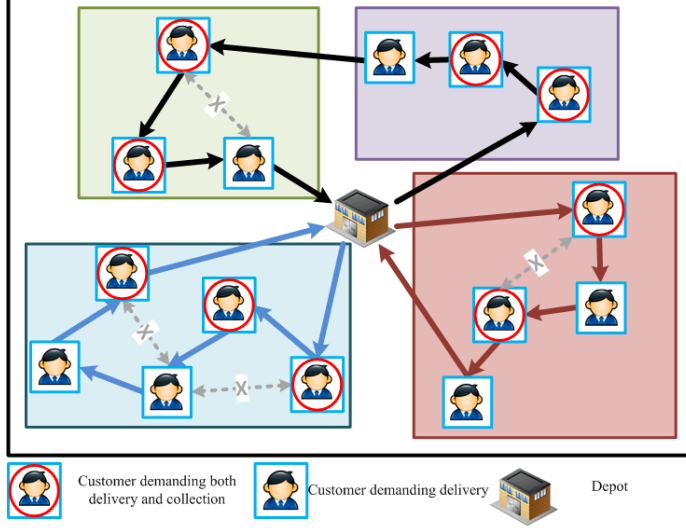 X
X
X
X
Customer demanding both
delivery and collection
Customer demanding delivery
Depot